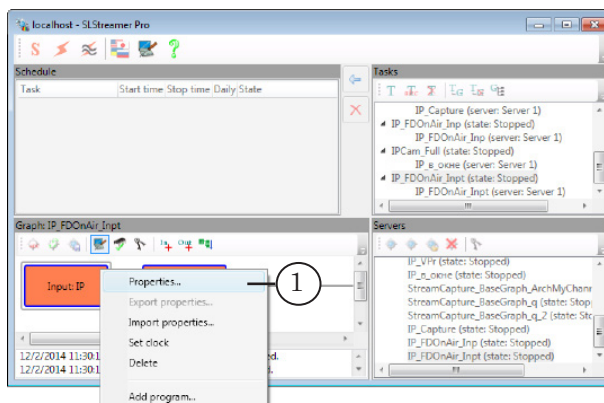 localhost - SLStreamer Pro
Schedule
Task Start time Stop time Daily State
Tasks
IP_Capture (server: Server 1)
IP_FDOnAir_Inp (state: Stopped)
IP_FDOnAir_Inp (server: Server 1)
IPCam_Full (state: Stopped)
IP_в_окне (server: Server 1)
IP_FDOnAir_Inpt (state: Stopped)
IP_FDOnAir_Inpt (server: Server 1)
Graph: IP_FDOnAir_Inpt
Input: IP
Properties...
1
Export properties...
Import properties...
Set clock
Delete
Add program...
12/2/2014 11:30:1
12/2/2014 11:30:1
Servers
IP_VPr (state: Stopped)
IP_в_окне (state: Stopped)
StreamCapture_BaseGraph_ArchMyChanr
StreamCapture_BaseGraph_q (state: Stop
StreamCapture_BaseGraph_q_2 (state: Sto
IP_Capture (state: Stopped)
IP_FDOnAir_Inp (state: Stopped)
IP_FDOnAir_Inpt (state: Stopped)